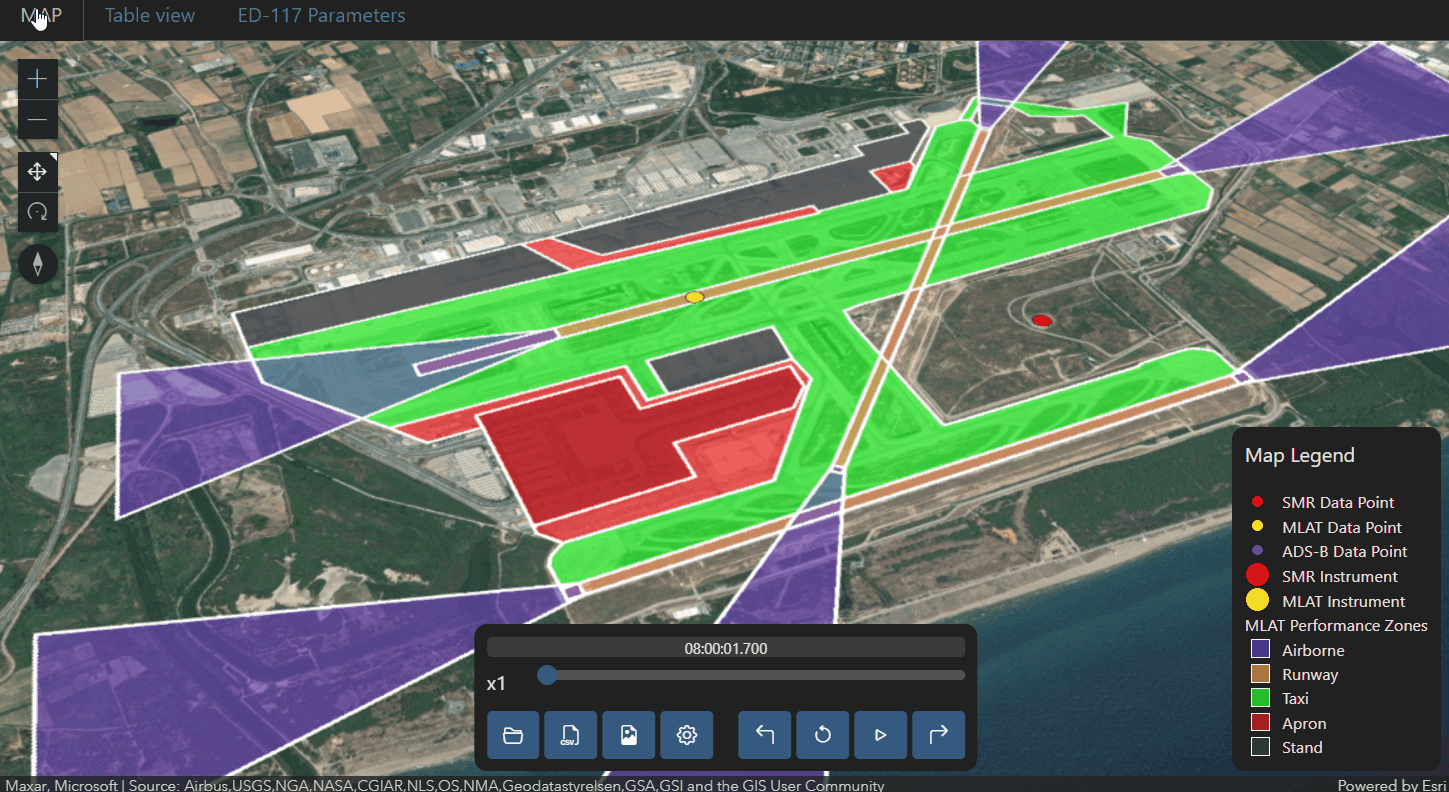 MAP Table view ED-117 Parameters
Map Legend
SMR Data Point
MLAT Data Point
ADS-B Data Point
SMR Instrument
MLAT Instrument
MLAT Performance Zones
Airborne
Runway
Taxi
Apron
Stand
08:00:01.700
x1
CSV
Maxar, Microsoft | Source: Airbus,USGS,NGA,NASA,CGIAR,NLS,OS,NMA,Geodatastyrelsen,GSA,GSI and the GIS User Community
Powered by Esri